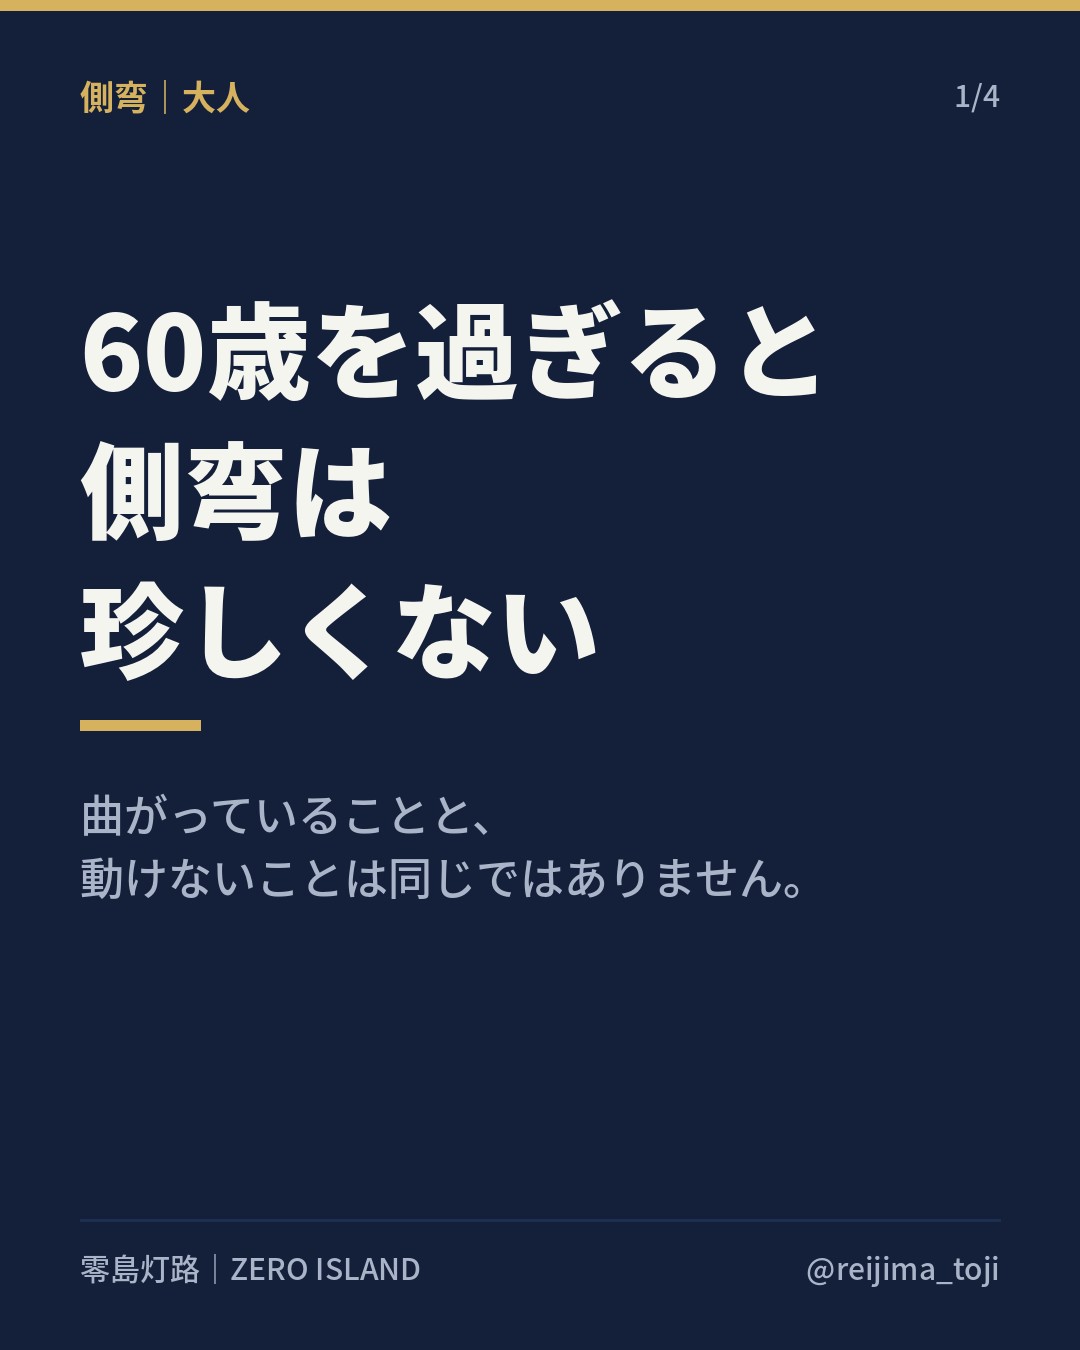 側弯｜大人
1/4
60歳を過ぎると
側弯は
珍しくない
曲がっていることと、
動けないことは同じではありません。
零島灯路｜ZERO ISLAND
@reijima_toji